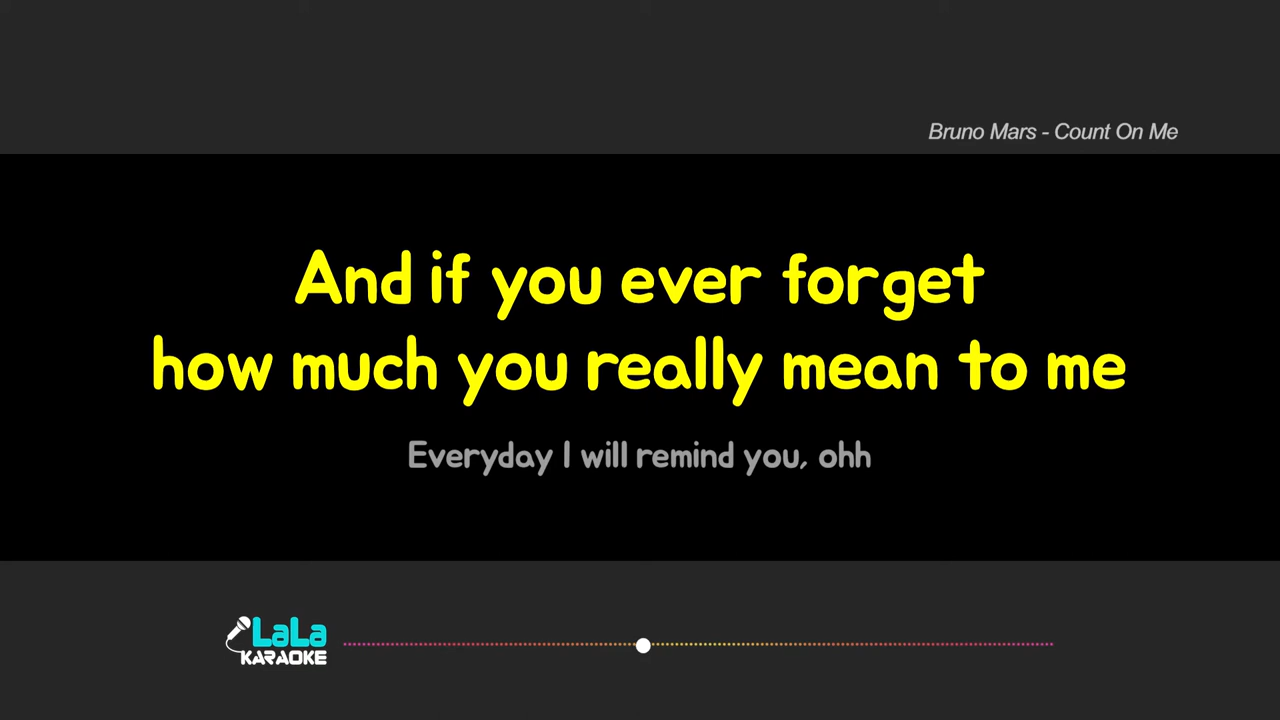 Bruno Mars - Count On Me
And if you ever forget
how much you really mean to me
Everyday I will remind you, ohh
LaLa
KARAOKE